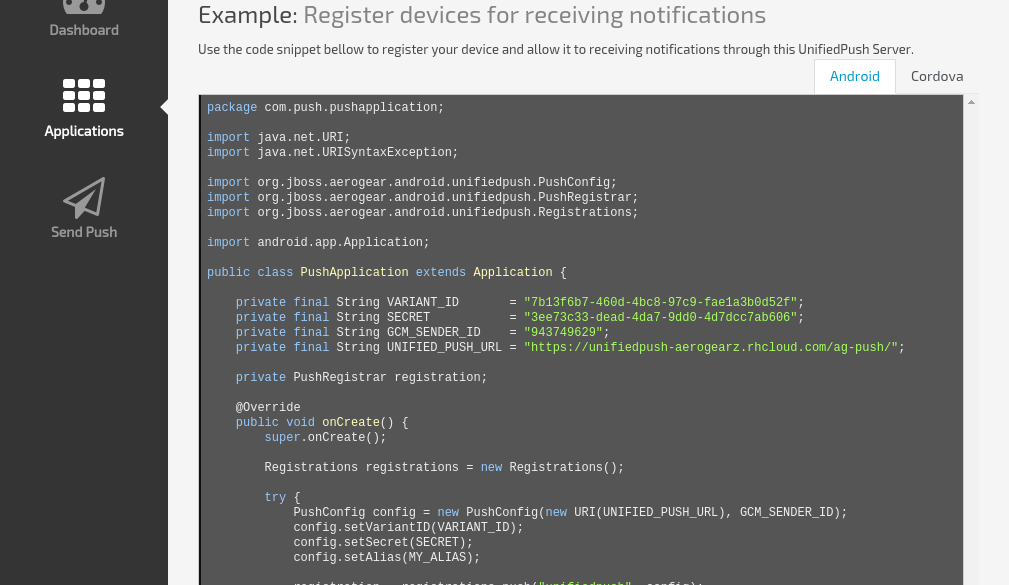 Dashboard
Applications
Send Push
Example: Register devices for receiving notifications
Use the code snippet bellow to register your device and allow it to receiving notifications through this UnifiedPush Server.
Android Cordova
package com.push.pushapplication;
import java.net.URI;
import java.net.URISyntaxException;
import org.jboss.aerogear.android.unifiedpush.PushConfig;
import org.jboss.aerogear.android.unifiedpush.PushRegistrar;
import org.jboss.aerogear.android.unifiedpush.Registrations;
import android.app.Application;
public class PushApplication extends Application {
    private final String VARIANT_ID       = "7b13f6b7-460d-4bc8-97c9-fae1a3b0d52f";
    private final String SECRET           = "3ee73c33-dead-4da7-9dd0-4d7dcc7ab606";
    private final String GCM_SENDER_ID    = "943749629";
    private final String UNIFIED_PUSH_URL = "https://unifiedpush-aerogearz.rhcloud.com/ag-push/";
    private PushRegistrar registration;
    @Override
    public void onCreate() {
        super.onCreate();
        Registrations registrations = new Registrations();
        try {
            PushConfig config = new PushConfig(new URI(UNIFIED_PUSH_URL), GCM_SENDER_ID);
            config.setVariantID(VARIANT_ID);
            config.setSecret(SECRET);
            config.setAlias(MY_ALIAS);
            registration = registrations.push("unifiedpush", config);